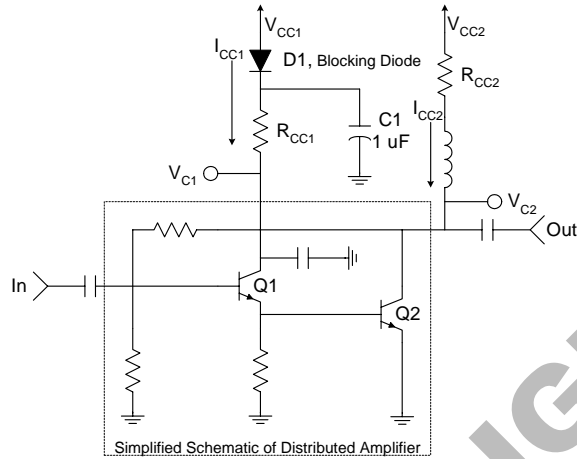 V_CC1
V_CC2
I_CC1
D1, Blocking Diode
R_CC2
C1
1 uF
I_CC2
R_CC1
V_C1
V_C2
Out
In
Q1
Q2
Simplified Schematic of Distributed Amplifier